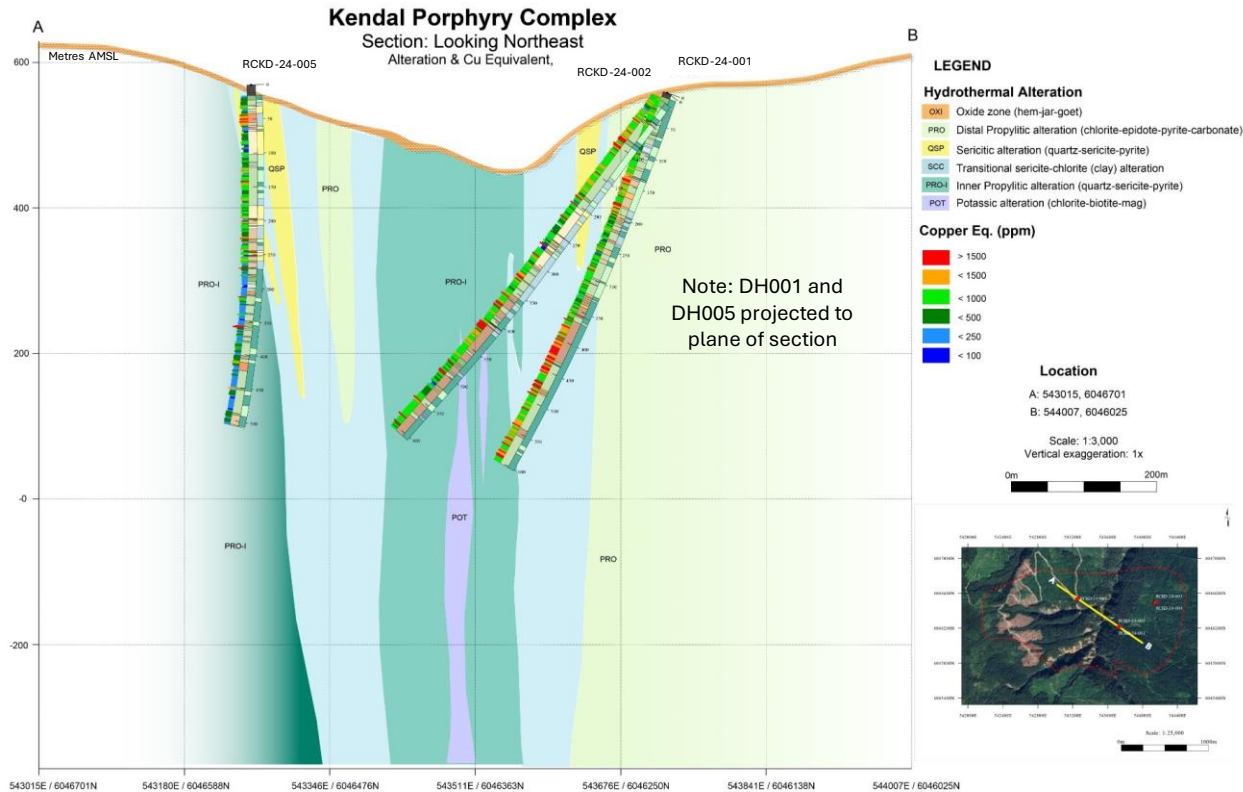 Kendal Porphyry Complex
Section: Looking Northeast
Alteration & Cu Equivalent,
A
B
Metres AMSL
600
400
200
-0
-200
RCKD-24-005
RCKD-24-002
RCKD-24-001
QSP
PRO
QSP
PRO
PRO-I
PRO-I
Note: DH001 and
DH005 projected to
plane of section
POT
PRO-I
PRO
543015E / 6046701N
543180E / 6046588N
543346E / 6046476N
543511E / 6046363N
543676E / 6046250N
543841E / 6046138N
544007E / 6046025N
LEGEND
Hydrothermal Alteration
OXI Oxide zone (hem-jar-goet)
PRO Distal Propylitic alteration (chlorite-epidote-pyrite-carbonate)
QSP Sericitic alteration (quartz-sericite-pyrite)
SCC Transitional sericite-chlorite (clay) alteration
PRO-I Inner Propylitic alteration (quartz-sericite-pyrite)
POT Potassic alteration (chlorite-biotite-mag)
Copper Eq. (ppm)
> 1500
< 1500
< 1000
< 500
< 250
< 100
Location
A: 543015, 6046701
B: 544007, 6046025
Scale: 1:3,000
Vertical exaggeration: 1x
0m 200m
A
B
Scale: 1:25,000
0m 1000m